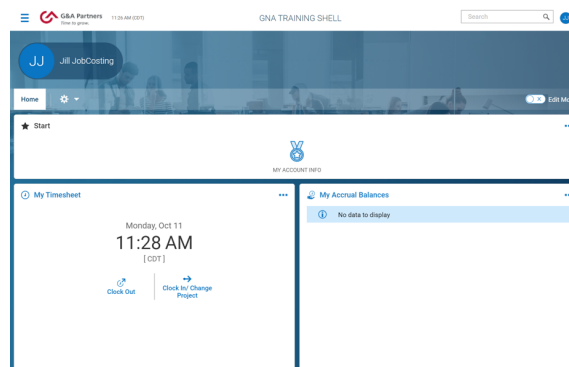 G&A Partners
Time to grow.
11:26 AM (CDT)
GNA TRAINING SHELL
Search
JJ
JJ
Jill JobCosting
Home
Edit Mo
Start
MY ACCOUNT INFO
My Timesheet
Monday, Oct 11
11:28 AM
[ CDT ]
Clock Out
Clock In/ Change
Project
My Accrual Balances
No data to display